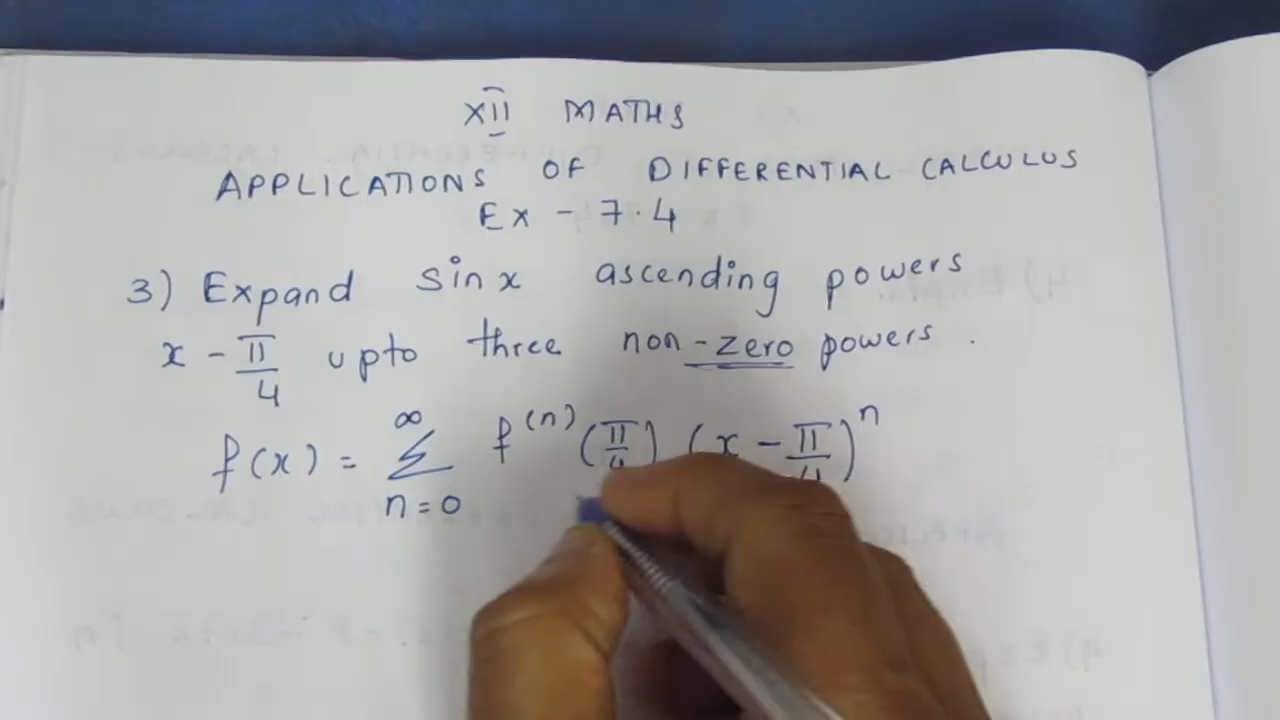 XII MATHS
APPLICATIONS OF DIFFERENTIAL CALCULUS
Ex - 7.4
3) Expand sin x ascending powers
x - π/4 upto three non-zero powers.
f(x) = ∞ Σ n=0 f^(n) (π/4) (x - π/4)^n